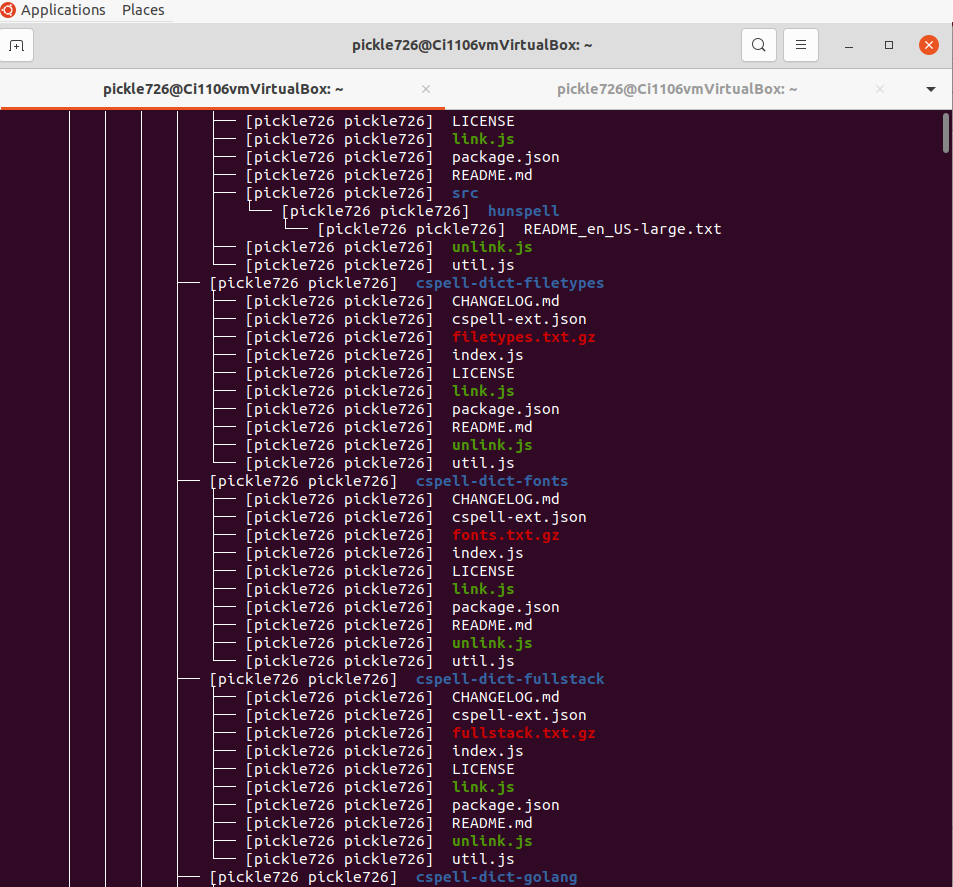 Applications Places
pickle726@Ci1106vmVirtualBox: ~
pickle726@Ci1106vmVirtualBox: ~ × pickle726@Ci1106vmVirtualBox: ~ ×
├── [pickle726 pickle726]  LICENSE
├── [pickle726 pickle726]  link.js
├── [pickle726 pickle726]  package.json
├── [pickle726 pickle726]  README.md
├── [pickle726 pickle726]  src
└── [pickle726 pickle726]  hunspell
└── [pickle726 pickle726]  README_en_US-large.txt
├── [pickle726 pickle726]  unlink.js
└── [pickle726 pickle726]  util.js
├── [pickle726 pickle726]  cspell-dict-filetypes
├── [pickle726 pickle726]  CHANGELOG.md
├── [pickle726 pickle726]  cspell-ext.json
├── [pickle726 pickle726]  filetypes.txt.gz
├── [pickle726 pickle726]  index.js
├── [pickle726 pickle726]  LICENSE
├── [pickle726 pickle726]  link.js
├── [pickle726 pickle726]  package.json
├── [pickle726 pickle726]  README.md
├── [pickle726 pickle726]  unlink.js
└── [pickle726 pickle726]  util.js
├── [pickle726 pickle726]  cspell-dict-fonts
├── [pickle726 pickle726]  CHANGELOG.md
├── [pickle726 pickle726]  cspell-ext.json
├── [pickle726 pickle726]  fonts.txt.gz
├── [pickle726 pickle726]  index.js
├── [pickle726 pickle726]  LICENSE
├── [pickle726 pickle726]  link.js
├── [pickle726 pickle726]  package.json
├── [pickle726 pickle726]  README.md
├── [pickle726 pickle726]  unlink.js
└── [pickle726 pickle726]  util.js
├── [pickle726 pickle726]  cspell-dict-fullstack
├── [pickle726 pickle726]  CHANGELOG.md
├── [pickle726 pickle726]  cspell-ext.json
├── [pickle726 pickle726]  fullstack.txt.gz
├── [pickle726 pickle726]  index.js
├── [pickle726 pickle726]  LICENSE
├── [pickle726 pickle726]  link.js
├── [pickle726 pickle726]  package.json
├── [pickle726 pickle726]  README.md
├── [pickle726 pickle726]  unlink.js
└── [pickle726 pickle726]  util.js
├── [pickle726 pickle726]  cspell-dict-golang